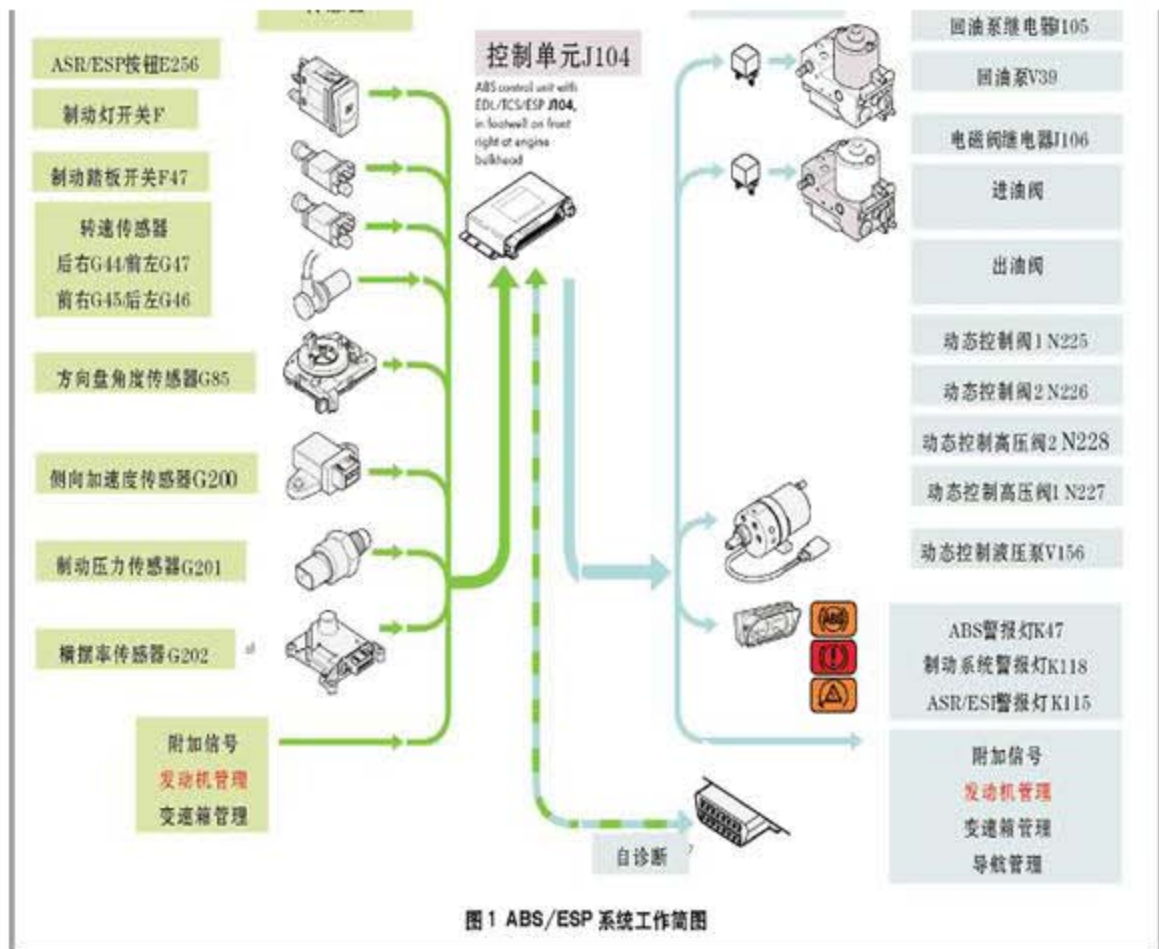 ASR/ESP按钮E256
制动灯开关F
制动踏板开关F47
转速传感器
后右G44/前左G47
前右G45/后左G46
方向盘角度传感器G85
侧向加速度传感器G200
制动压力传感器G201
横摆率传感器G202
附加信号
发动机管理
变速箱管理
控制单元J104
ABS control unit with
EDL/TCS/ESP J104,
in footwell on front
right at engine
bulkhead
回油泵继电器J105
回油泵V39
电磁阀继电器J106
进油阀
出油阀
动态控制阀1 N225
动态控制阀2 N226
动态控制高压阀2 N228
动态控制高压阀1 N227
动态控制液压泵V156
ABS
ABS警报灯K47
制动系统警报灯K118
ASR/ESP警报灯K115
附加信号
发动机管理
变速箱管理
导航管理
自诊断
图1 ABS/ESP 系统工作简图